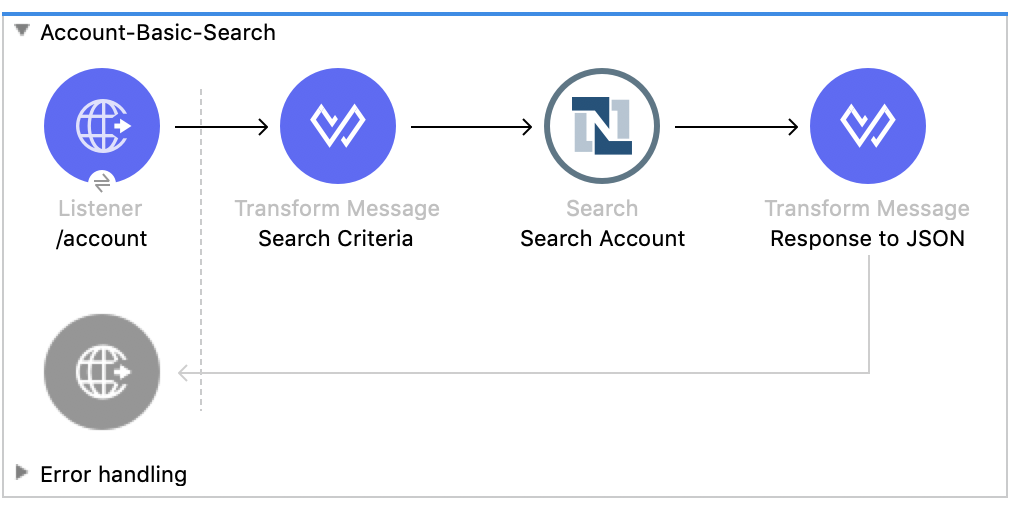 Account-Basic-Search
Listener
/account
Transform Message
Search Criteria
Search
Search Account
Transform Message
Response to JSON
Error handling